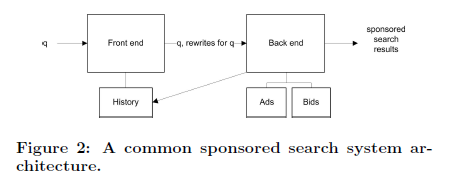 q
Front end
q, rewrites for q
Back end
sponsored
search
results
History
Ads
Bids
Figure 2: A common sponsored search system ar-
chitecture.